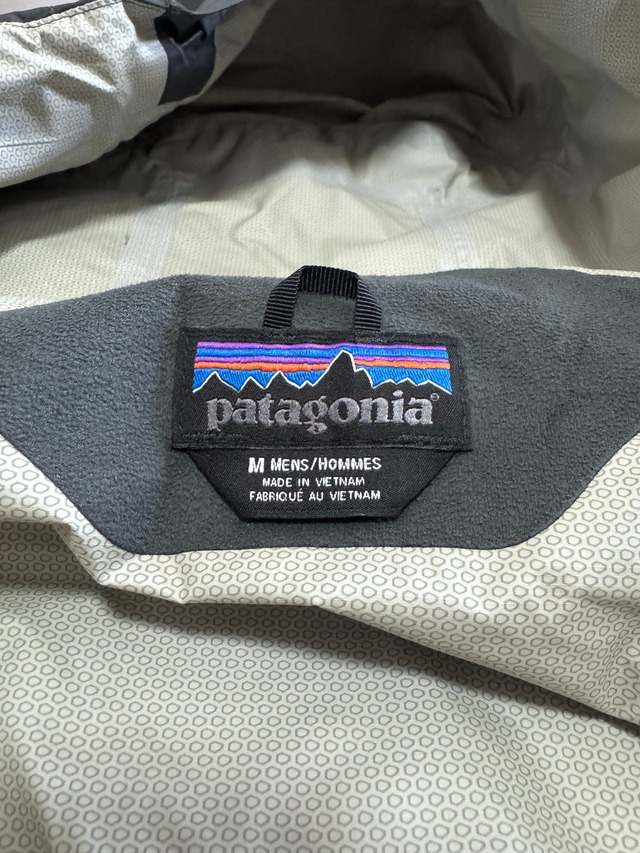 patagonia®
M MENS/HOMMES
MADE IN VIETNAM
FABRIQUÉ AU VIETNAM